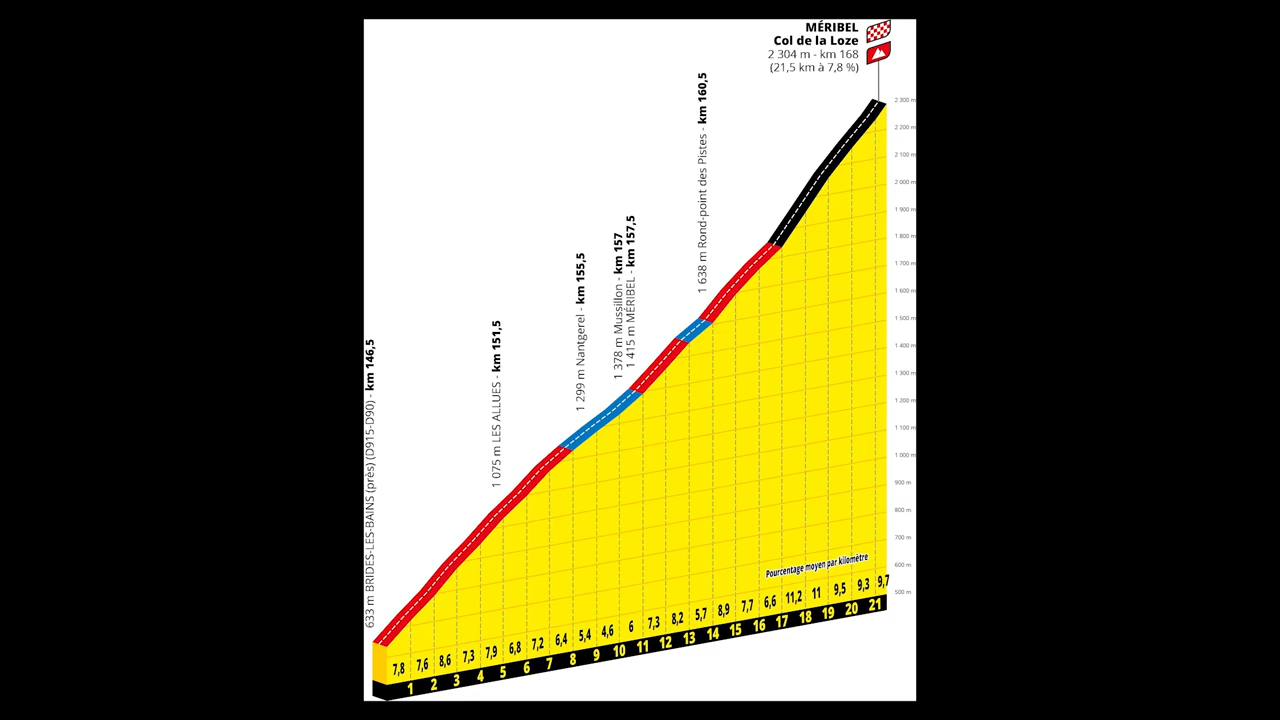 MÉRIBEL
Col de la Loze
2 304 m - km 168
(21,5 km à 7,8 %)
633 m BRIDES-LES-BAINS (près) (D915-D90) - km 146,5
1 075 m LES ALLUES - km 151,5
1 299 m Nantgerel - km 155,5
1 378 m Mussillon - km 157
1 415 m MÉRIBEL - km 157,5
1 638 m Rond-point des Pistes - km 160,5
2 300 m
2 200 m
2 100 m
2 000 m
1 900 m
1 800 m
1 700 m
1 600 m
1 500 m
1 400 m
1 300 m
1 200 m
1 100 m
1 000 m
900 m
800 m
700 m
600 m
500 m
Pourcentage moyen par kilomètre
7,8 7,6 8,6 7,3 7,9 6,8 7,2 6,4 5,4 4,6 6 7,3 8,2 5,7 8,9 7,7 6,6 11,2 11 9,5 9,3 9,7
1 2 3 4 5 6 7 8 9 10 11 12 13 14 15 16 17 18 19 20 21